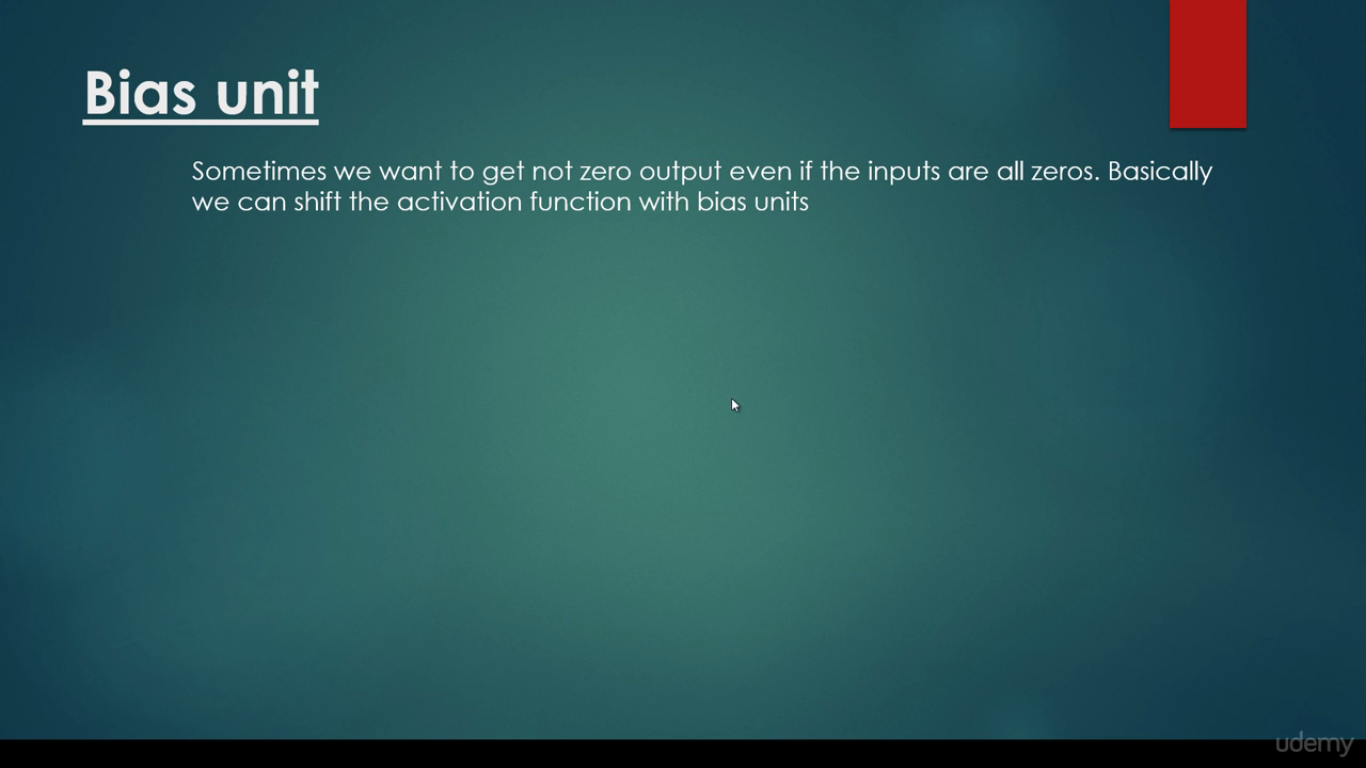 Bias unit
Sometimes we want to get not zero output even if the inputs are all zeros. Basically
we can shift the activation function with bias units
udemy